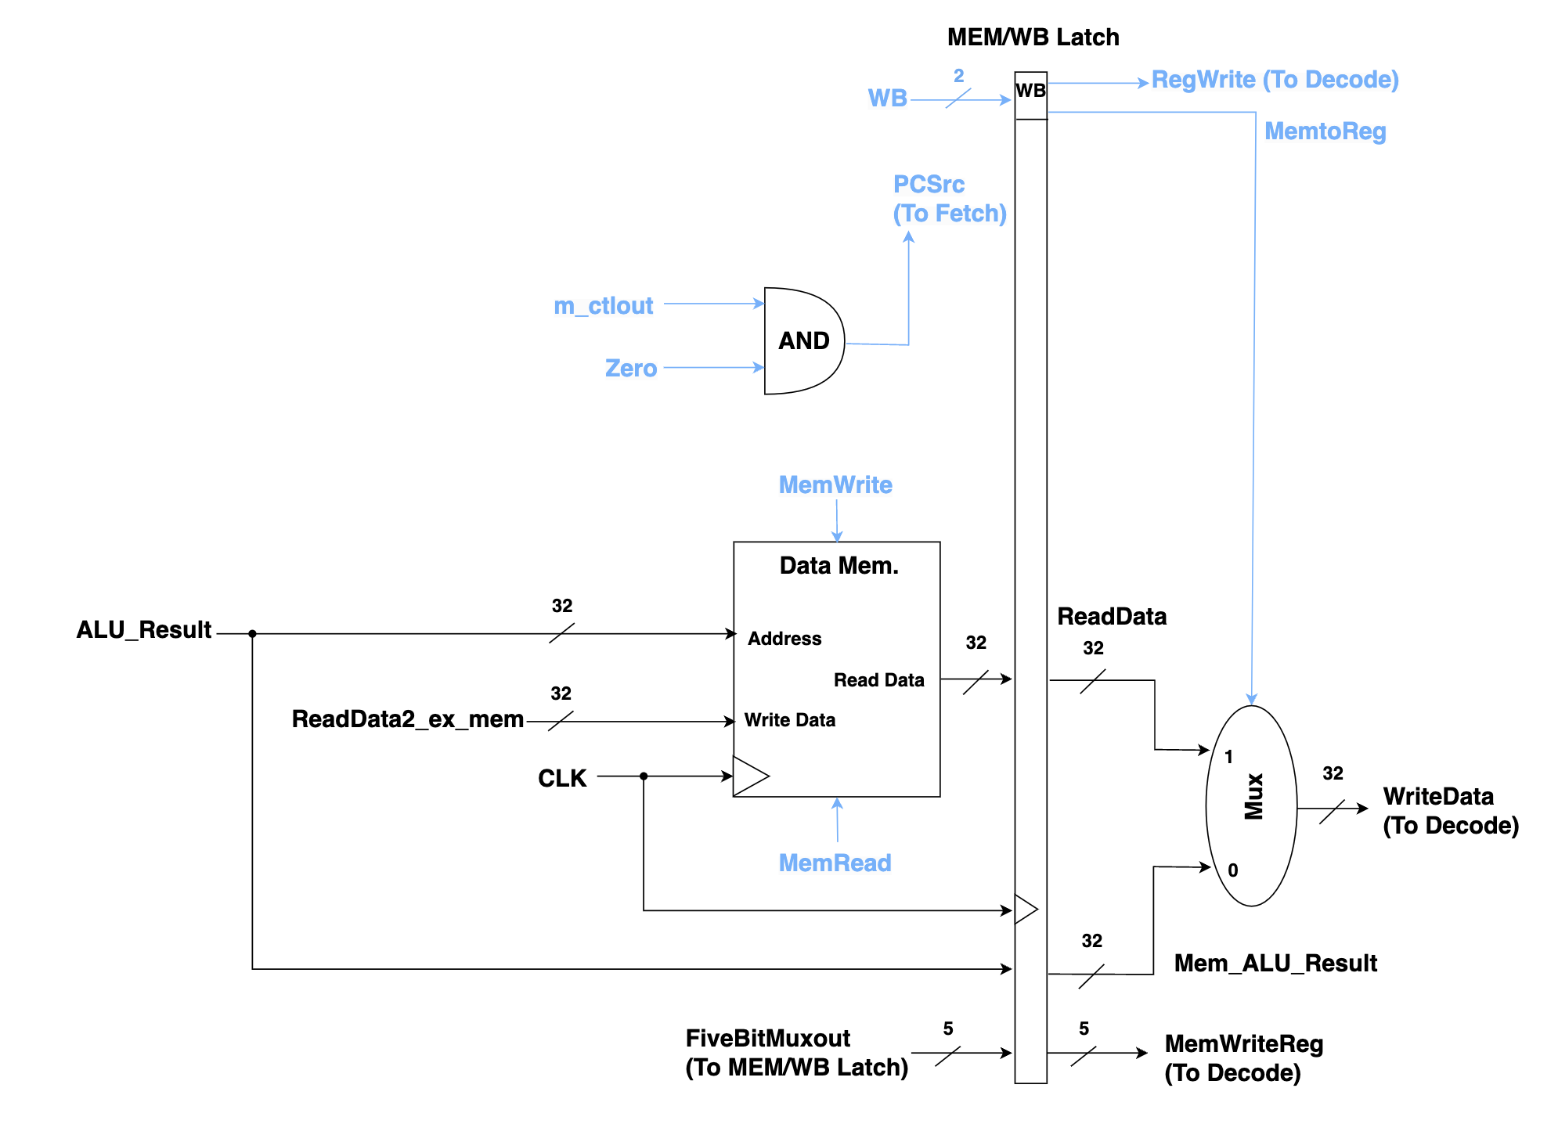 MEM/WB Latch
2
WB
WB
RegWrite (To Decode)
MemtoReg
PCSrc
(To Fetch)
m_ctlout
AND
Zero
MemWrite
Data Mem.
ALU_Result
32
Address
Read Data
32
ReadData
32
ReadData2_ex_mem
32
Write Data
CLK
MemRead
1
Mux
0
32
WriteData
(To Decode)
32
Mem_ALU_Result
FiveBitMuxout
(To MEM/WB Latch)
5
5
MemWriteReg
(To Decode)